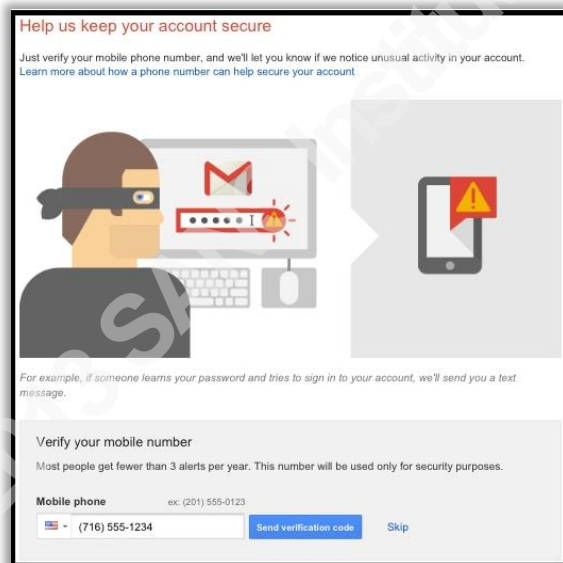 Help us keep your account secure
Just verify your mobile phone number, and we'll let you know if we notice unusual activity in your account.
Learn more about how a phone number can help secure your account
For example, if someone learns your password and tries to sign in to your account, we'll send you a text
message.
Verify your mobile number
Most people get fewer than 3 alerts per year. This number will be used only for security purposes.
Mobile phone ex: (201) 555-0123
(716) 555-1234 Send verification code Skip